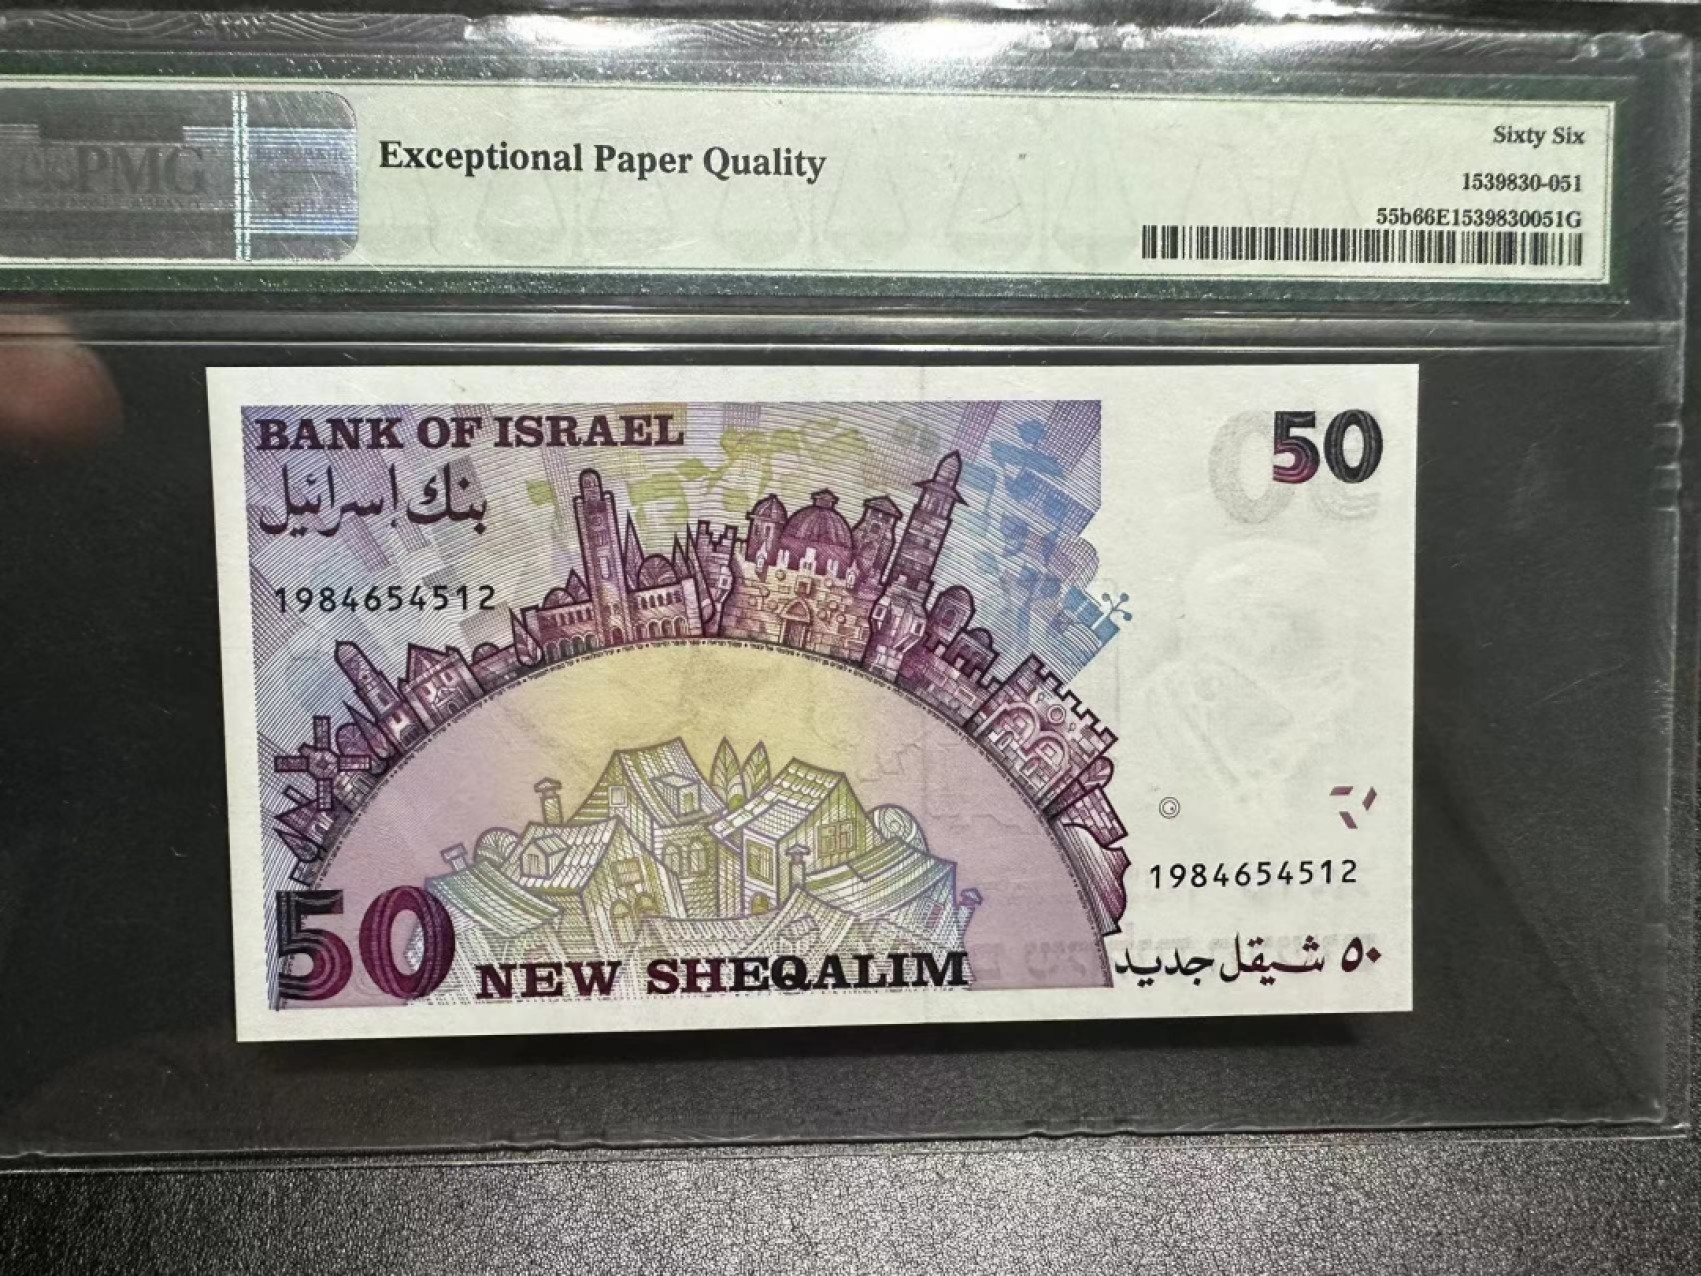 PMG
Exceptional Paper Quality
Sixty Six
1539830-051
55b66E1539830051G
BANK OF ISRAEL
بنك إسرائيل
50
1984654512
1984654512
50
NEW SHEQALIM
٥٠ شيقل جديد